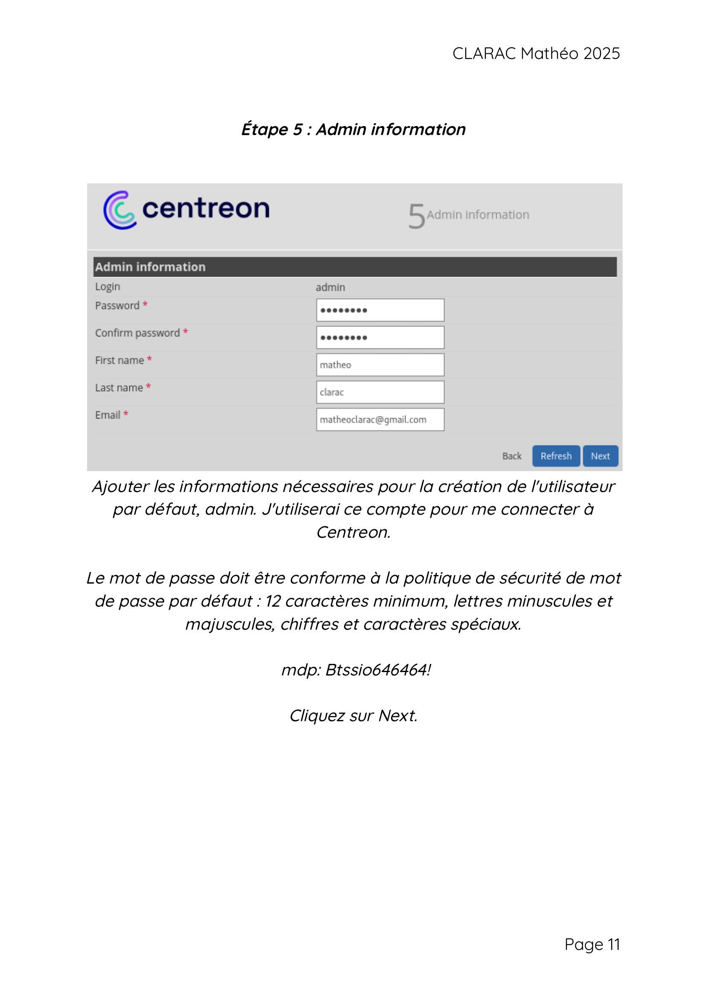 CLARAC Mathéo 2025
Étape 5 : Admin information
centreon
5 Admin information
Admin information
Login admin
Password * ••••••••
Confirm password * ••••••••
First name * matheo
Last name * clarac
Email * matheoclarac@gmail.com
Back Refresh Next
Ajouter les informations nécessaires pour la création de l'utilisateur
par défaut, admin. J'utiliserai ce compte pour me connecter à
Centreon.
Le mot de passe doit être conforme à la politique de sécurité de mot
de passe par défaut : 12 caractères minimum, lettres minuscules et
majuscules, chiffres et caractères spéciaux.
mdp: Btssio646464!
Cliquez sur Next.
Page 11